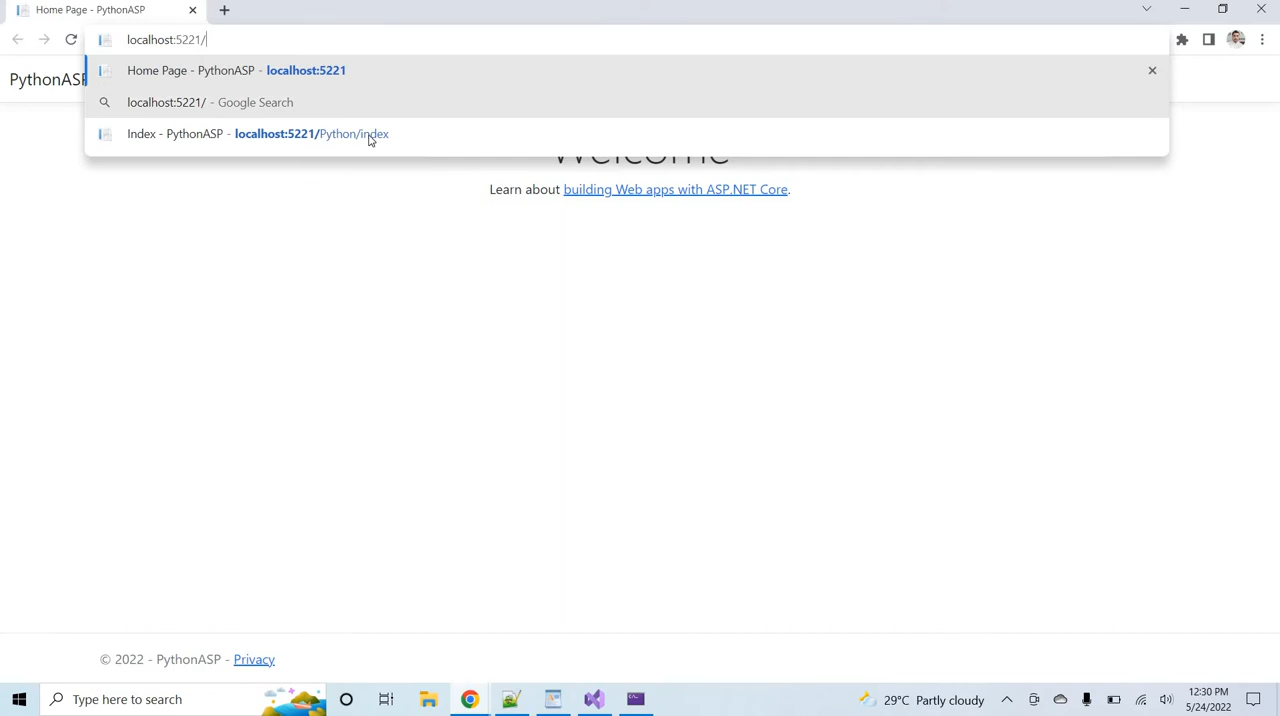 Home Page - PythonASP
localhost:5221/
Home Page - PythonASP - localhost:5221
localhost:5221/ - Google Search
Index - PythonASP - localhost:5221/Python/index
PythonASP
Welcome
Learn about building Web apps with ASP.NET Core.
© 2022 - PythonASP - Privacy
Type here to search
29°C Partly cloudy
12:30 PM
5/24/2022